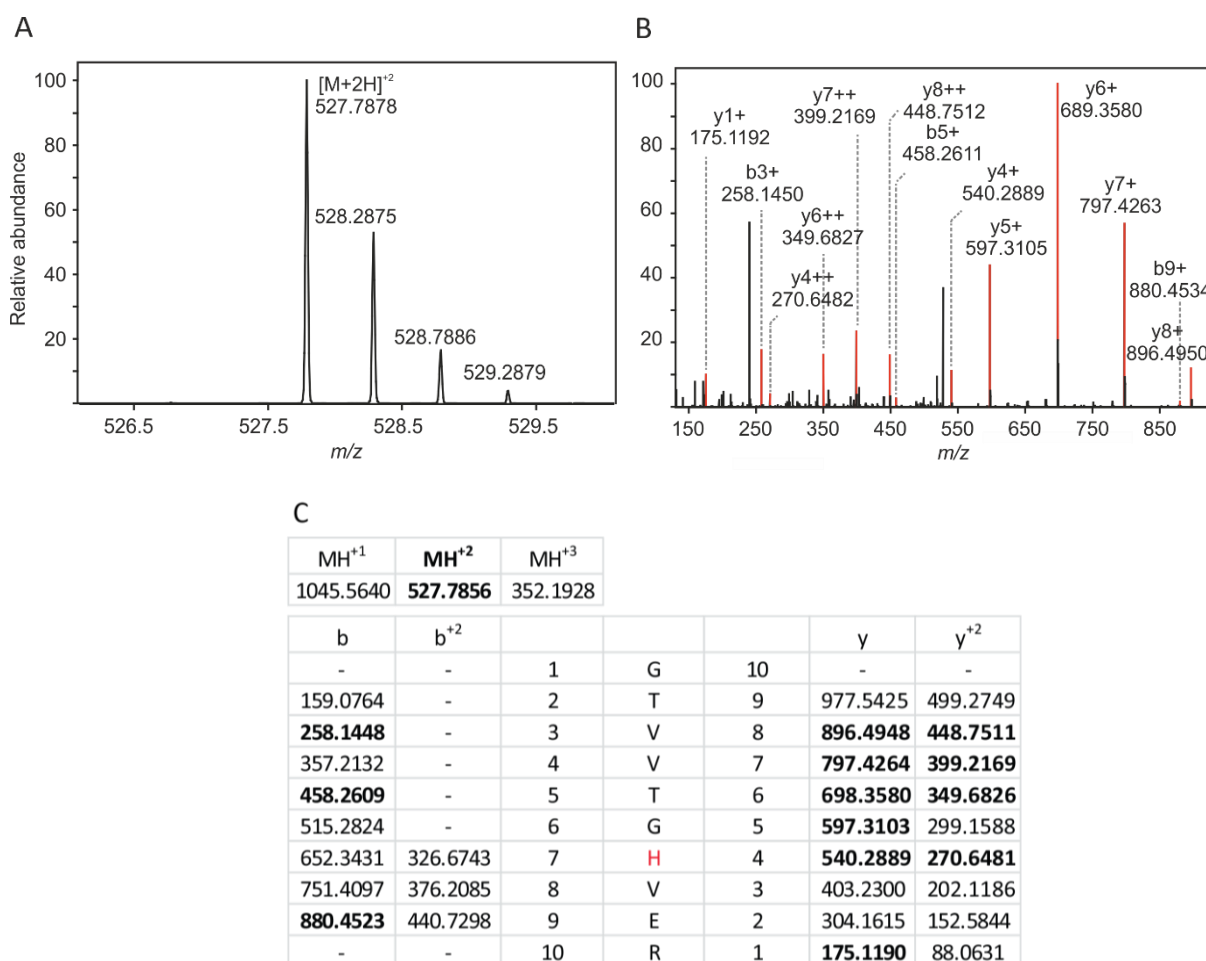 A
B
[M+2H]+2
527.7878
528.2875
528.7886
529.2879
100
80
60
40
20
Relative abundance
526.5 527.5 528.5 529.5
m/z
y1+
175.1192
b3+
258.1450
y4++
270.6482
y6++
349.6827
y7++
399.2169
y8++
448.7512
b5+
458.2611
y4+
540.2889
y5+
597.3105
y6+
689.3580
y7+
797.4263
b9+
880.4534
y8+
896.4950
100
80
60
40
20
150 250 350 450 550 650 750 850
m/z
C
MH+1 MH+2 MH+3
1045.5640 527.7856 352.1928
b b+2 y y+2
- - 1 G 10 - -
159.0764 - 2 T 9 977.5425 499.2749
258.1448 - 3 V 8 896.4948 448.7511
357.2132 - 4 V 7 797.4264 399.2169
458.2609 - 5 T 6 698.3580 349.6826
515.2824 - 6 G 5 597.3103 299.1588
652.3431 326.6743 7 H 4 540.2889 270.6481
751.4097 376.2085 8 V 3 403.2300 202.1186
880.4523 440.7298 9 E 2 304.1615 152.5844
- - 10 R 1 175.1190 88.0631